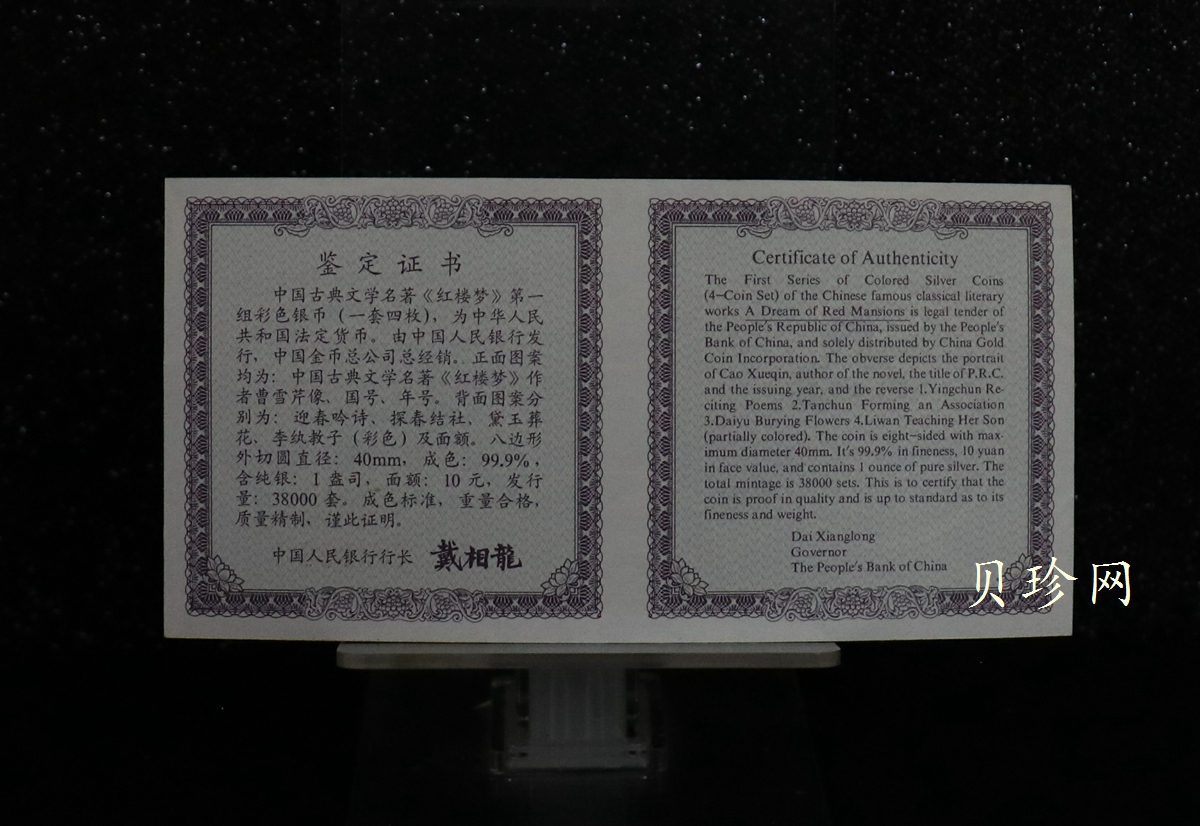 鉴定证书
中国古典文学名著《红楼梦》第一
组彩色银币（一套四枚），为中华人民
共和国法定货币。由中国人民银行发
行，中国金币总公司总经销。正面图案
均为：中国古典文学名著《红楼梦》作
者曹雪芹像、国号、年号。背面图案分
别为：迎春吟诗、探春结社、黛玉葬
花、李纨教子（彩色）及面额。八边形
外切圆直径：40mm，成色：99.9%，
含纯银：1盎司，面额：10元，发行
量：38000套。成色标准，重量合格，
质量精制，谨此证明。
中国人民银行行长 戴相龍
Certificate of Authenticity
The First Series of Colored Silver Coins
(4-Coin Set) of the Chinese famous classical literary
works A Dream of Red Mansions is legal tender of
the People's Republic of China, issued by the People's
Bank of China, and solely distributed by China Gold
Coin Incorporation. The obverse depicts the portrait
of Cao Xueqin, author of the novel, the title of P.R.C.
and the issuing year, and the reverse 1.Yingchun Re-
citing Poems 2.Tanchun Forming an Association
3.Daiyu Burying Flowers 4.Liwan Teaching Her Son
(partially colored). The coin is eight-sided with max-
imum diameter 40mm. It's 99.9% in fineness, 10 yuan
in face value, and contains 1 ounce of pure silver. The
total mintage is 38000 sets. This is to certify that the
coin is proof in quality and is up to standard as to its
fineness and weight.
Dai Xianglong
Governor
The People's Bank of China
贝珍网